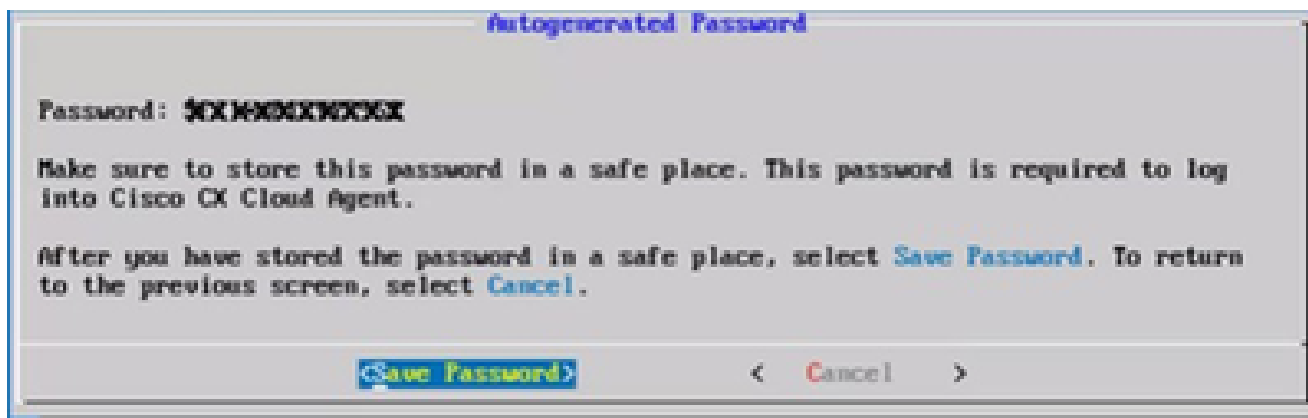 Autogenerated Password
Password:
Make sure to store this password in a safe place. This password is required to log
into Cisco CX Cloud Agent.
After you have stored the password in a safe place, select Save Password. To return
to the previous screen, select Cancel.
<Save Password> < Cancel >